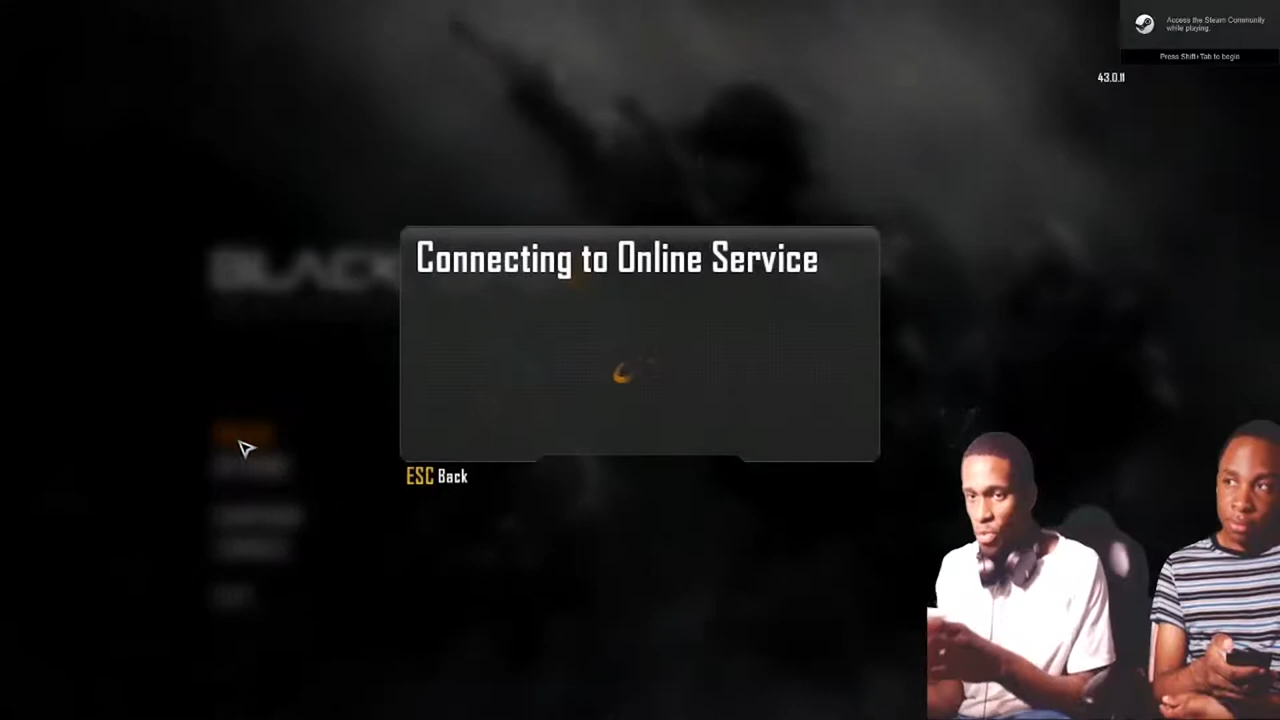 Access the Steam Community
while playing.
Press Shift+Tab to begin
43.0.11
BLACK
Connecting to Online Service
ESC Back